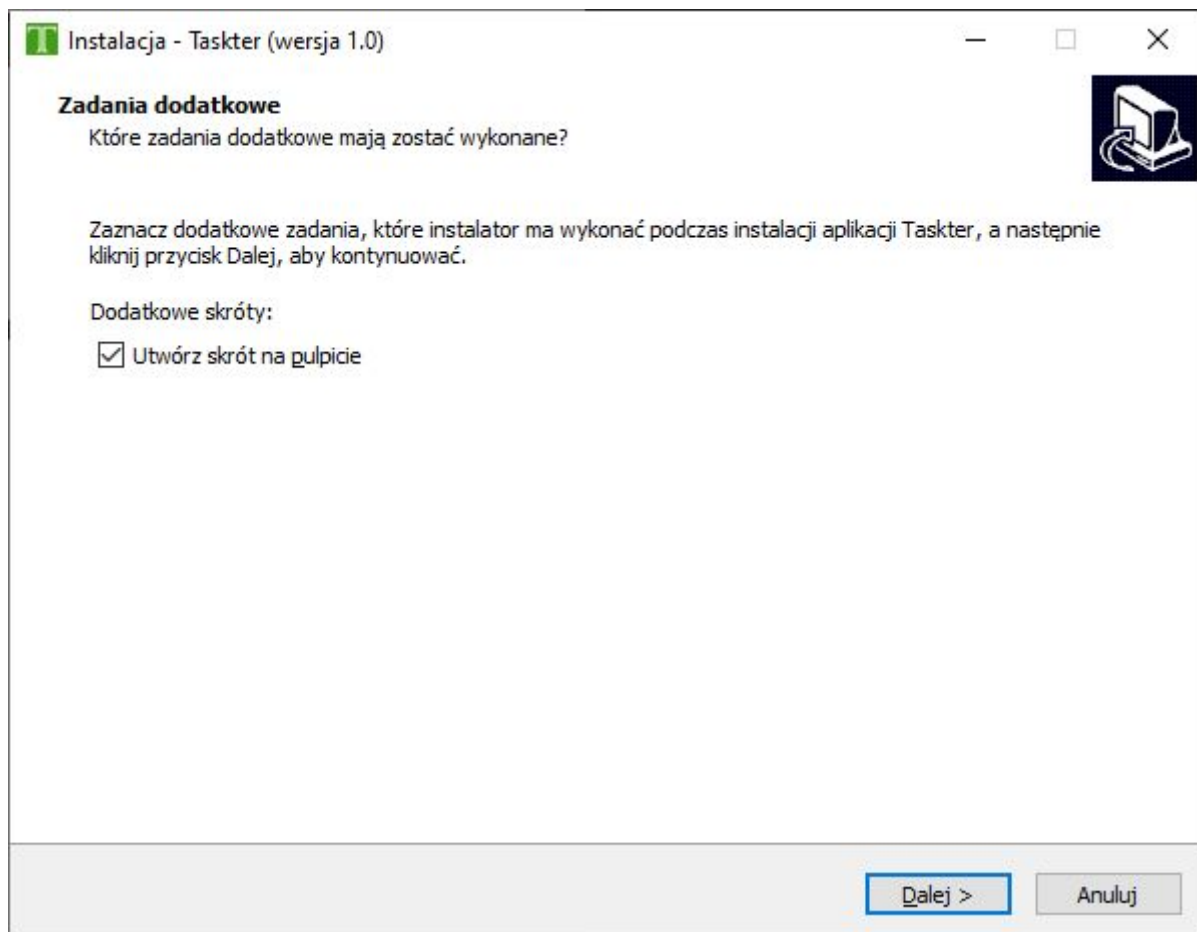 Instalacja - Taskter (wersja 1.0)
Zadania dodatkowe
Które zadania dodatkowe mają zostać wykonane?
Zaznacz dodatkowe zadania, które instalator ma wykonać podczas instalacji aplikacji Taskter, a następnie
kliknij przycisk Dalej, aby kontynuować.
Dodatkowe skróty:
Utwórz skrót na pulpicie
Dalej > Anuluj